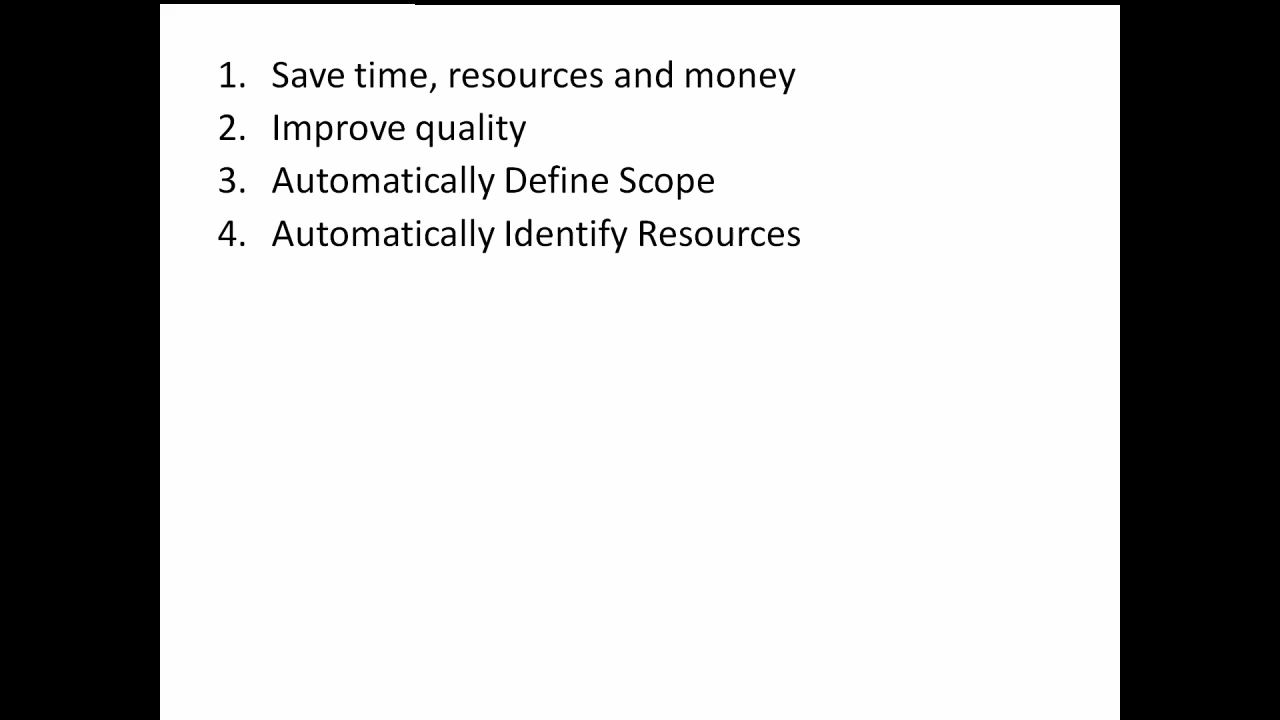 1. Save time, resources and money
2. Improve quality
3. Automatically Define Scope
4. Automatically Identify Resources